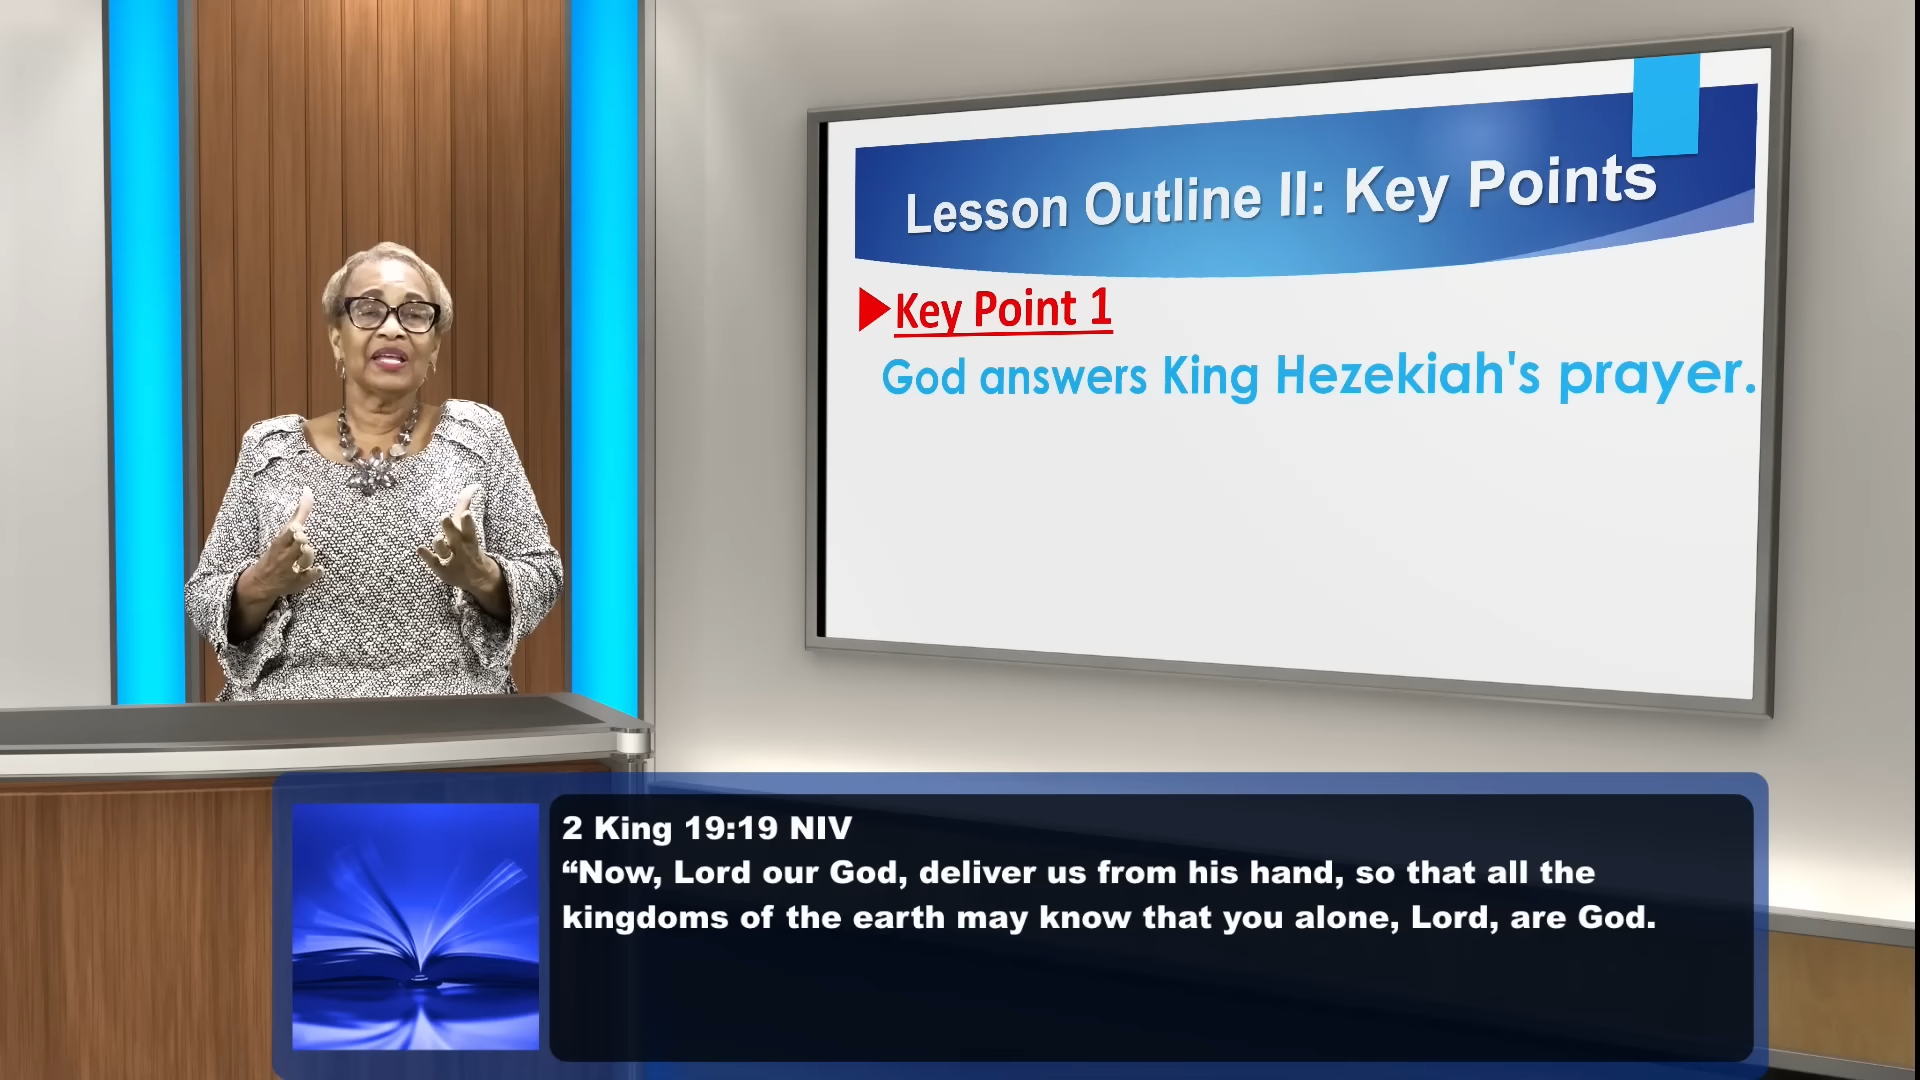 Lesson Outline II: Key Points
Key Point 1
God answers King Hezekiah's prayer.
2 King 19:19 NIV
“Now, Lord our God, deliver us from his hand, so that all the
kingdoms of the earth may know that you alone, Lord, are God.